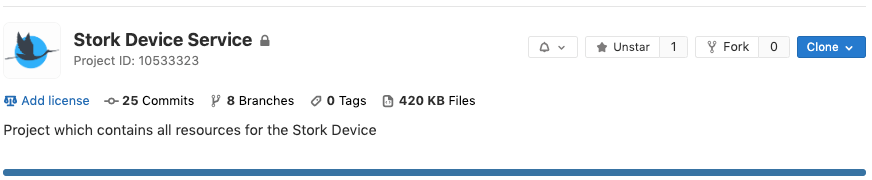 Stork Device Service
Project ID: 10533323
Unstar 1 Fork 0 Clone
Add license 25 Commits 8 Branches 0 Tags 420 KB Files
Project which contains all resources for the Stork Device